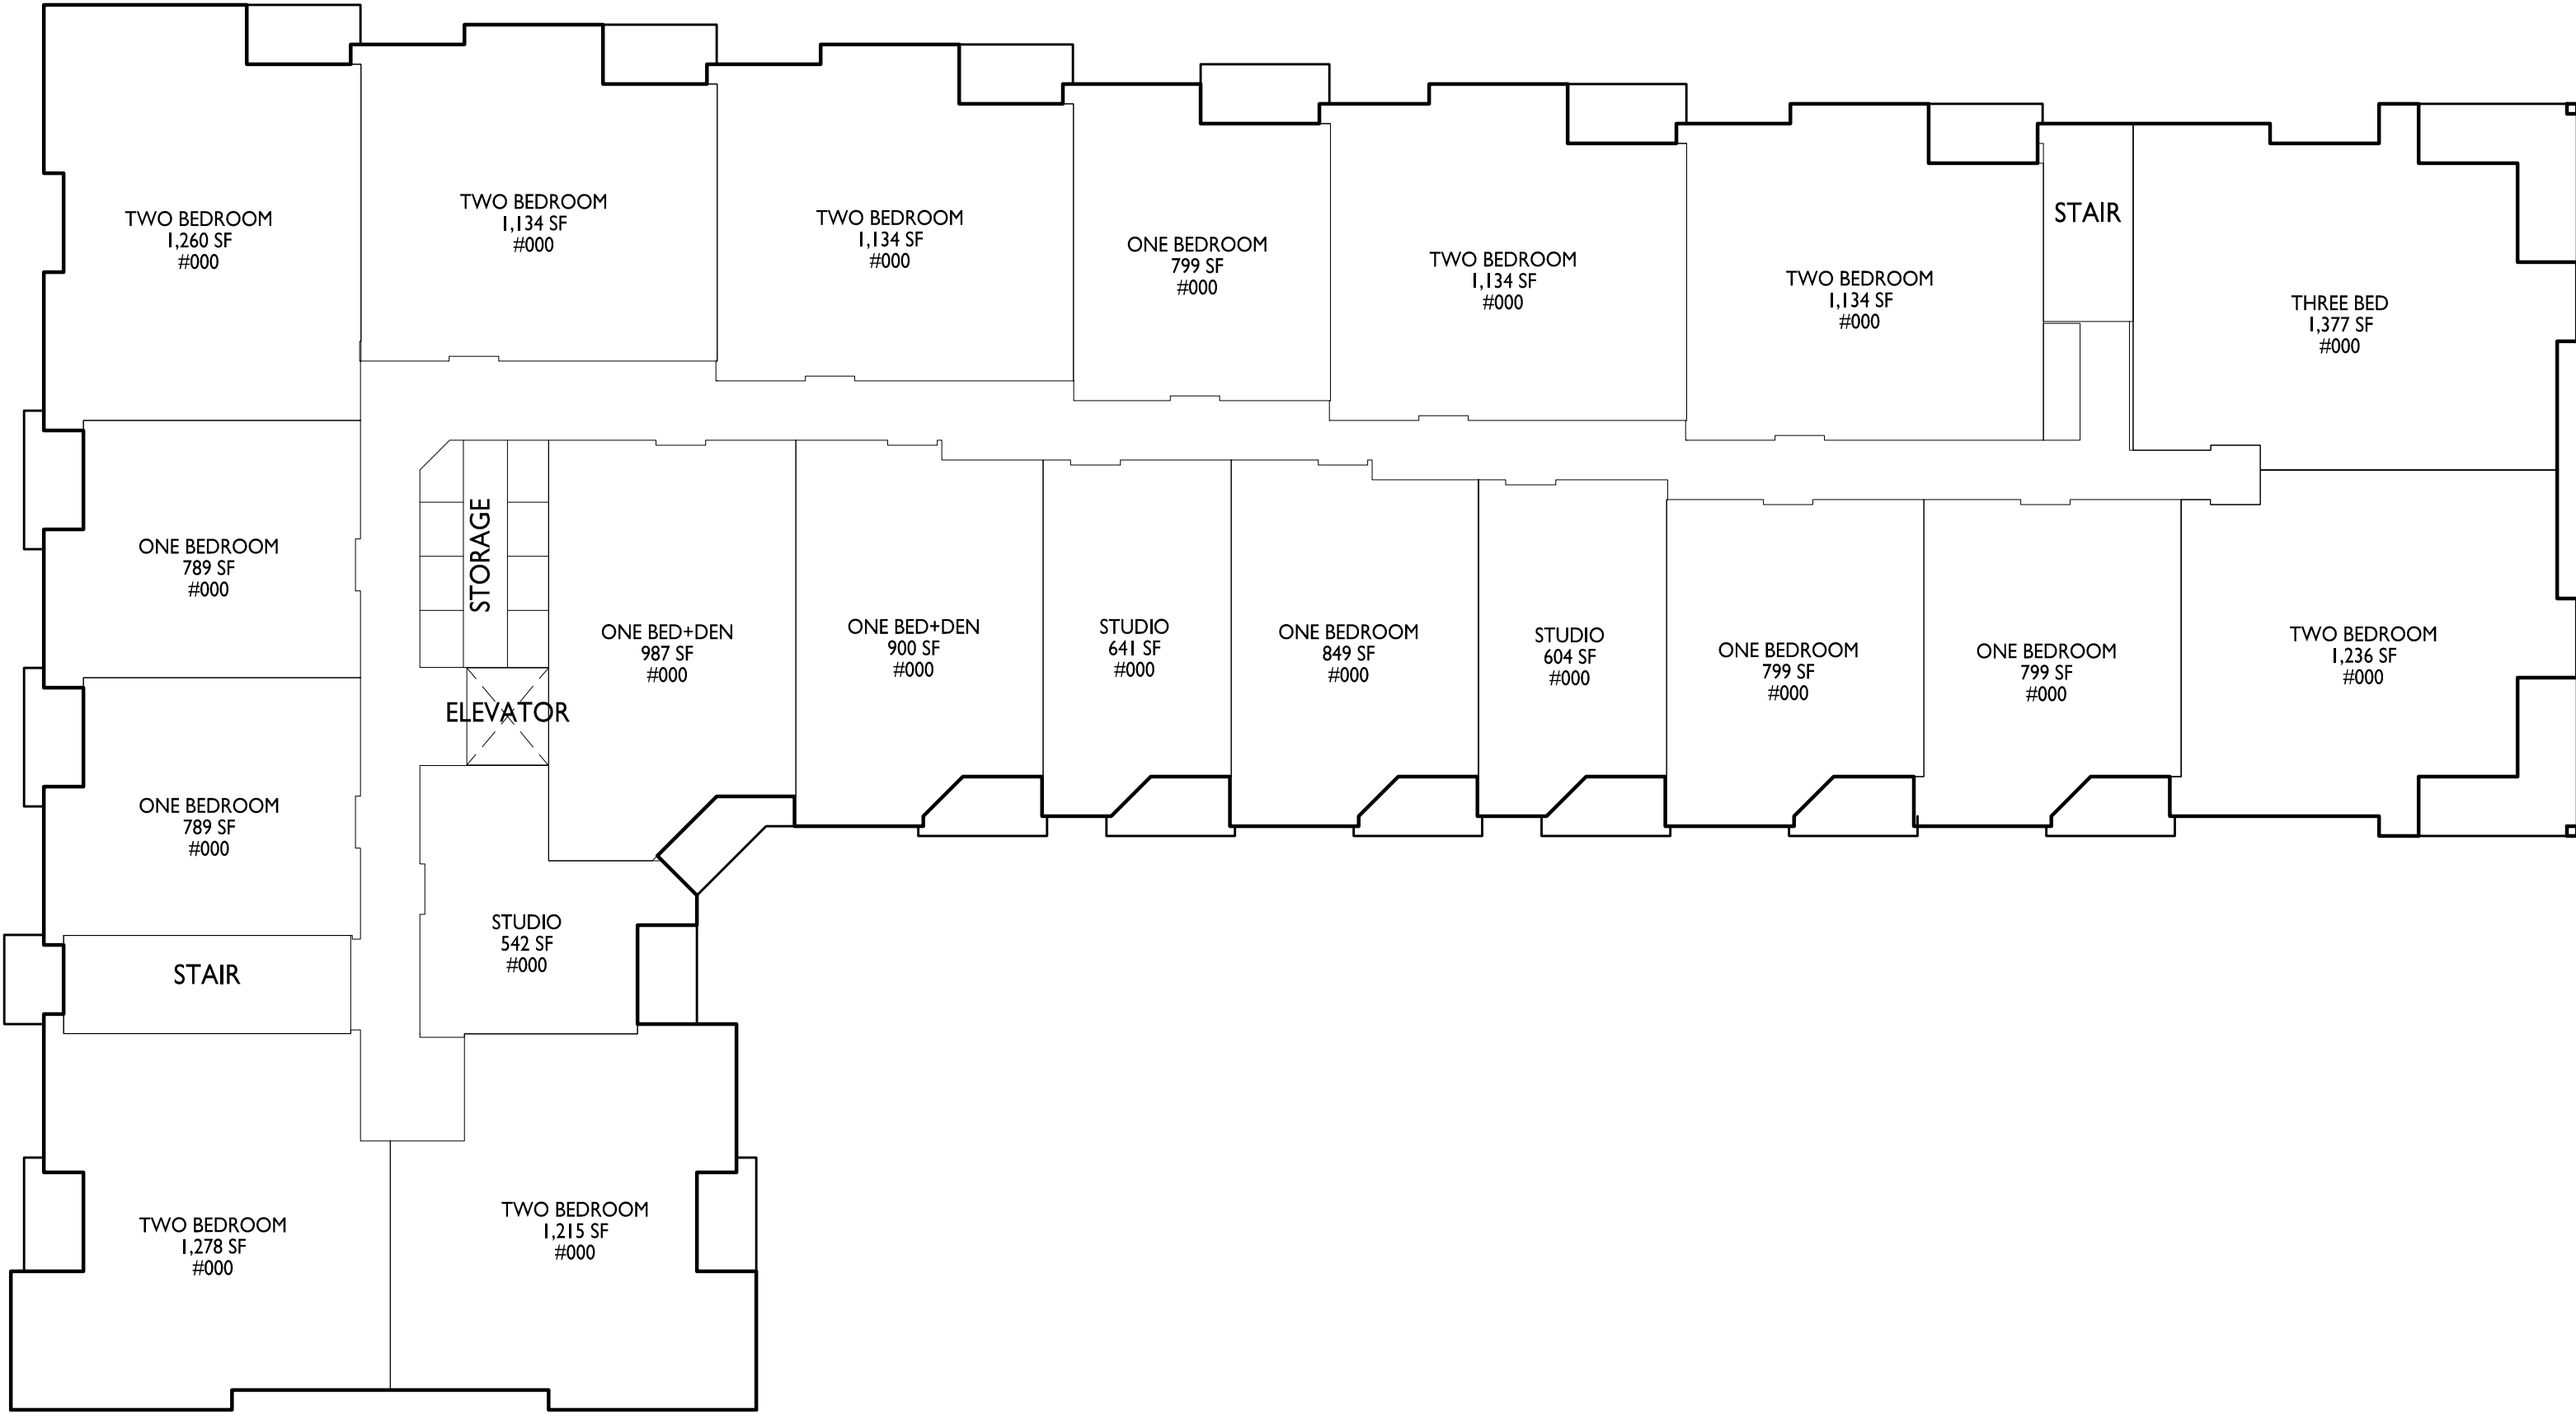 TWO BEDROOM
1,260 SF
#000
TWO BEDROOM
1,134 SF
#000
TWO BEDROOM
1,134 SF
#000
ONE BEDROOM
799 SF
#000
TWO BEDROOM
1,134 SF
#000
TWO BEDROOM
1,134 SF
#000
STAIR
THREE BED
1,377 SF
#000
ONE BEDROOM
789 SF
#000
STORAGE
ELEVATOR
ONE BED+DEN
987 SF
#000
ONE BED+DEN
900 SF
#000
STUDIO
641 SF
#000
ONE BEDROOM
849 SF
#000
STUDIO
604 SF
#000
ONE BEDROOM
799 SF
#000
ONE BEDROOM
799 SF
#000
TWO BEDROOM
1,236 SF
#000
ONE BEDROOM
789 SF
#000
STAIR
STUDIO
542 SF
#000
TWO BEDROOM
1,278 SF
#000
TWO BEDROOM
1,215 SF
#000